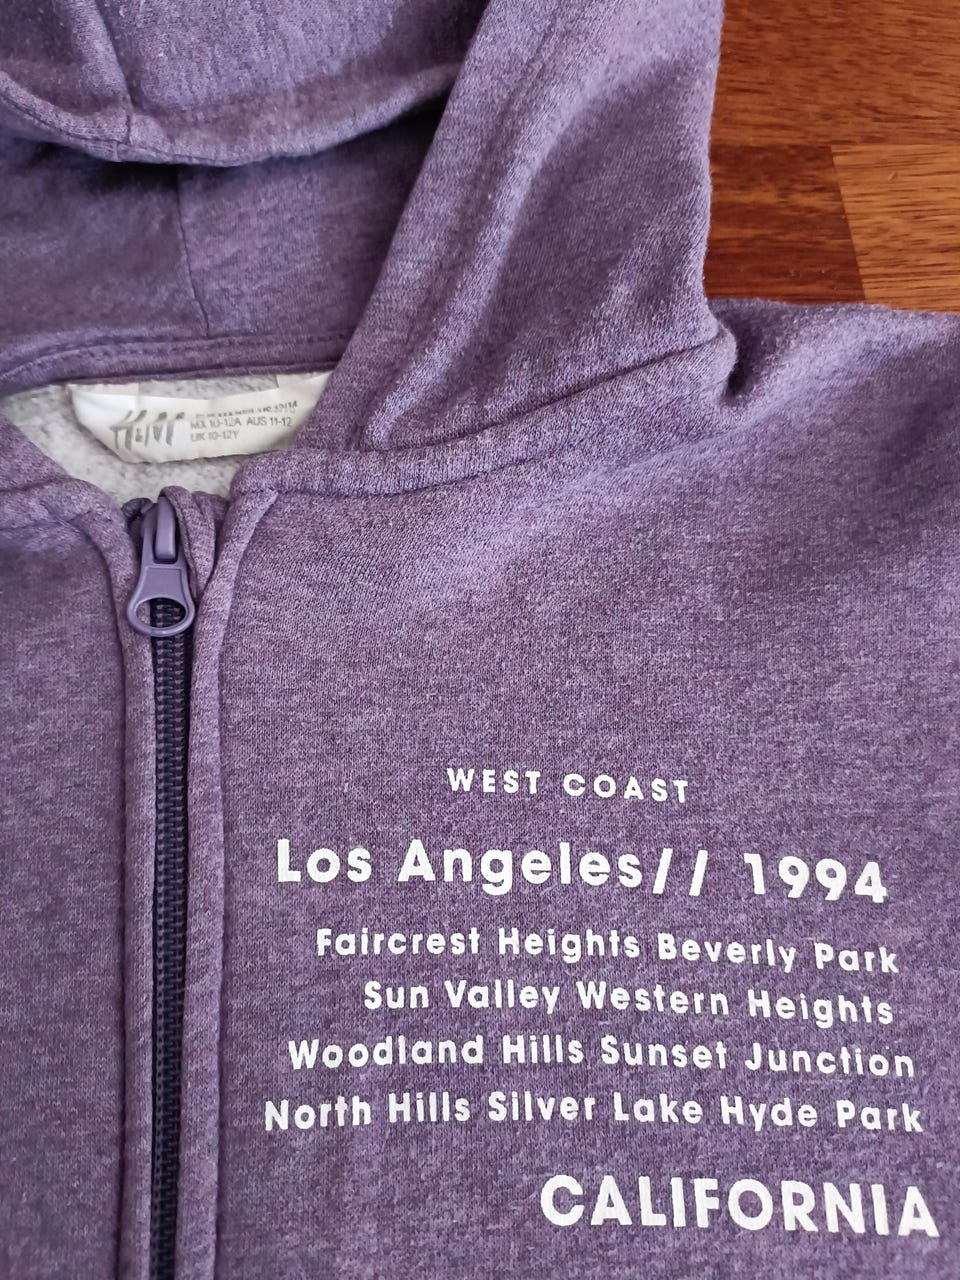 H&M
MX 10-12A AUS 11-12
UK 10-12Y
WEST COAST
Los Angeles// 1994
Faircrest Heights Beverly Park
Sun Valley Western Heights
Woodland Hills Sunset Junction
North Hills Silver Lake Hyde Park
CALIFORNIA